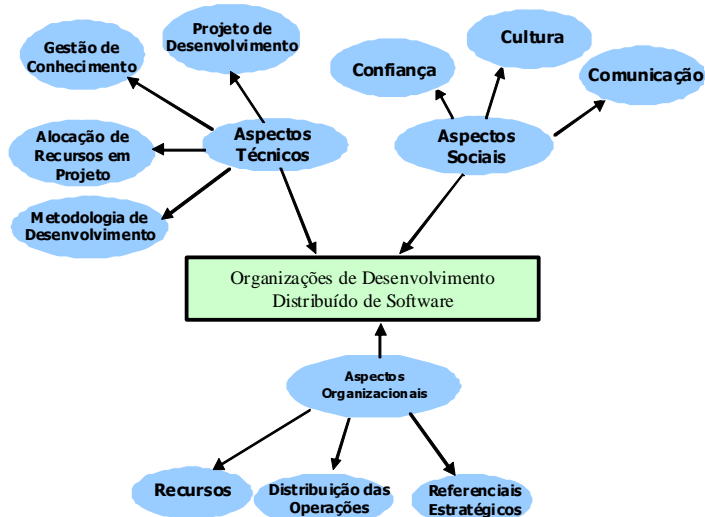 Projeto de
Desenvolvimento
Gestão de
Conhecimento
Alocação de
Recursos em
Projeto
Metodologia de
Desenvolvimento
Aspectos
Técnicos
Confiança
Cultura
Comunicação
Aspectos
Sociais
Organizações de Desenvolvimento
Distribuído de Software
Aspectos
Organizacionais
Recursos
Distribuição das
Operações
Referenciais
Estratégicos